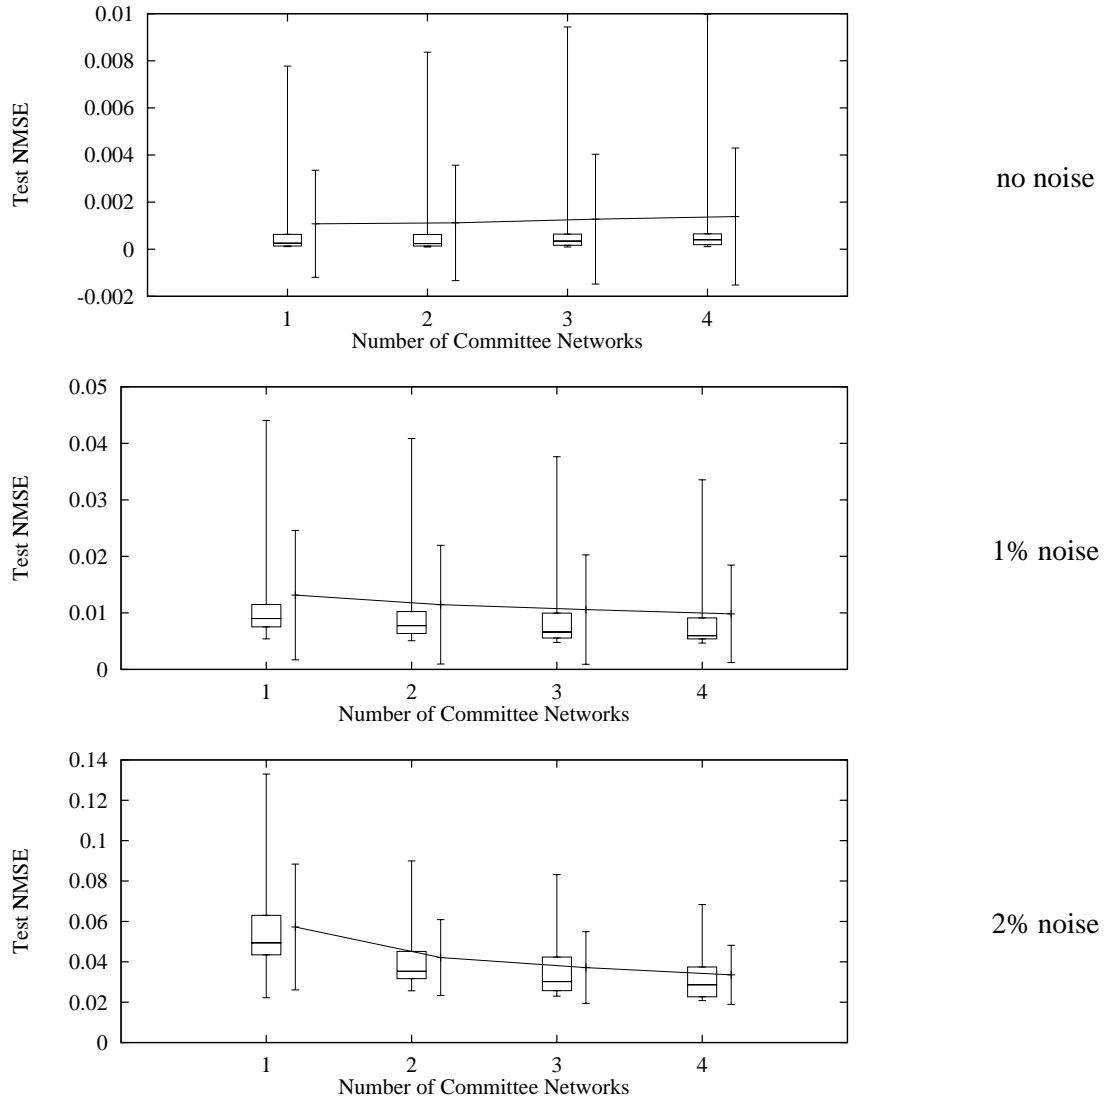 0.01
0.008
0.006
0.004
0.002
0
-0.002
Test NMSE
1 2 3 4
Number of Committee Networks
no noise
0.05
0.04
0.03
0.02
0.01
0
Test NMSE
1 2 3 4
Number of Committee Networks
1% noise
0.14
0.12
0.1
0.08
0.06
0.04
0.02
0
Test NMSE
1 2 3 4
Number of Committee Networks
2% noise